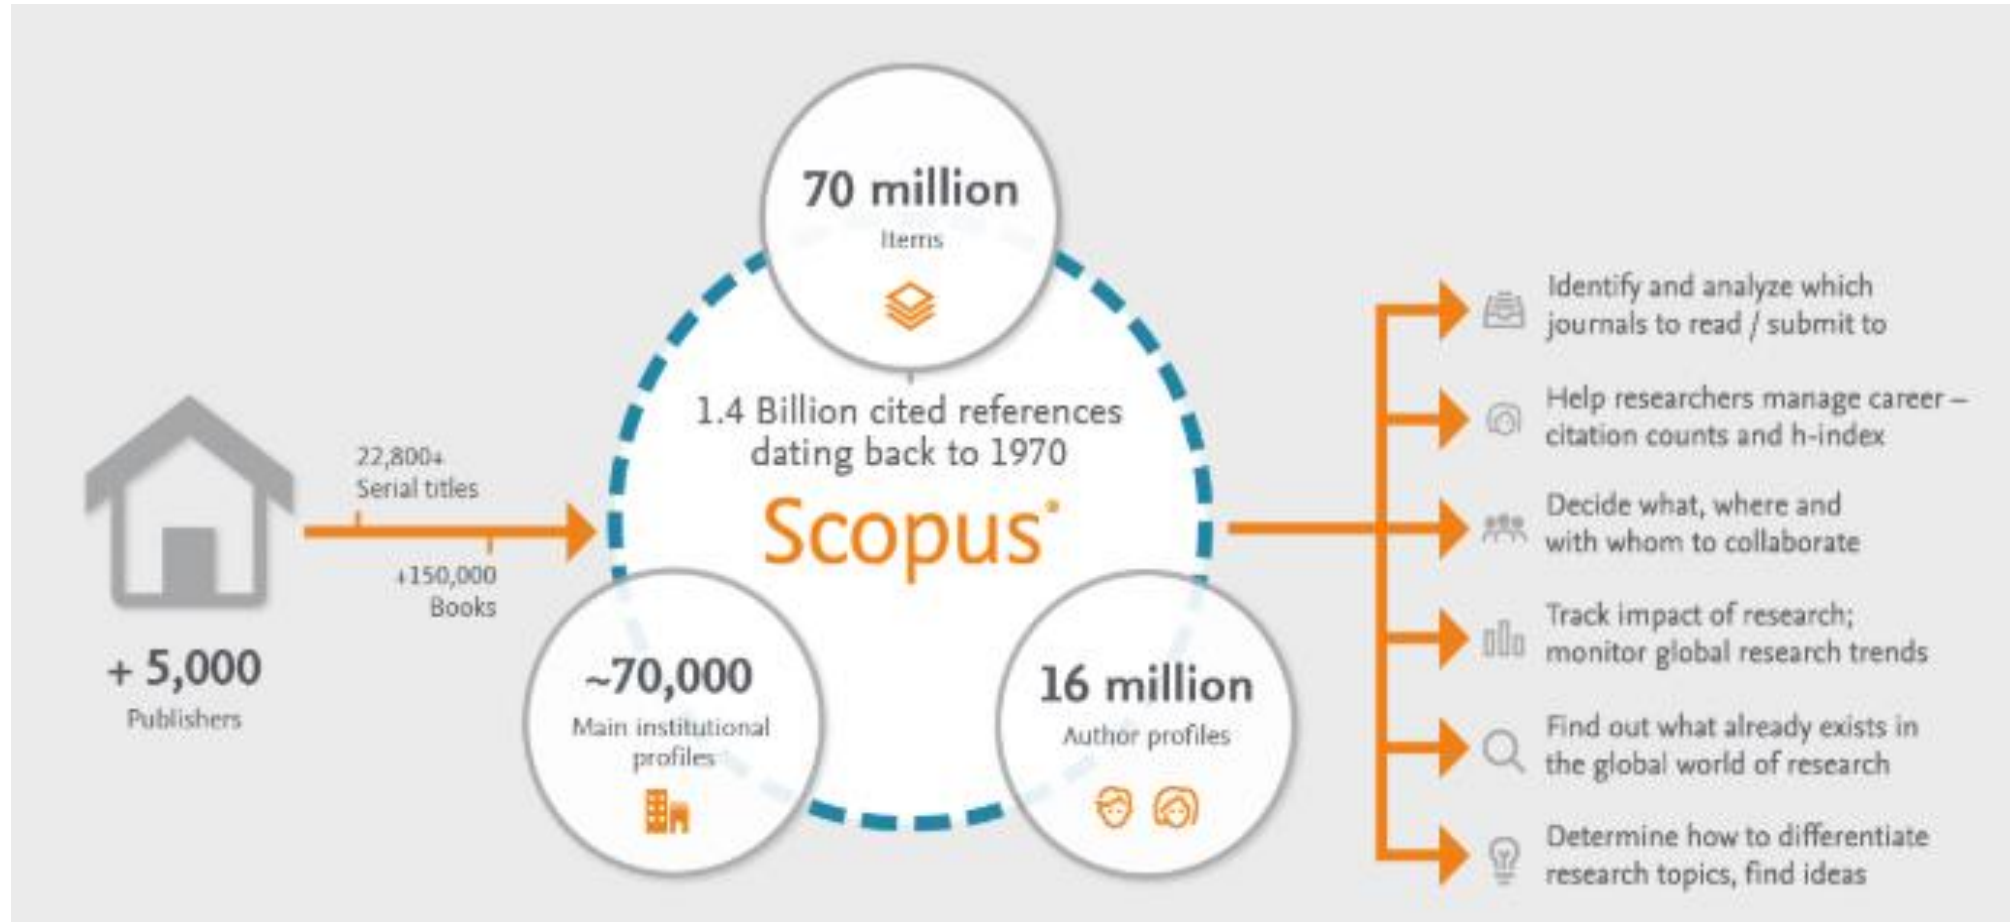 70 million
Items
1.4 Billion cited references
dating back to 1970
Scopus®
22,800+
Serial titles
+150,000
Books
+ 5,000
Publishers
~70,000
Main institutional
profiles
16 million
Author profiles
Identify and analyze which
journals to read / submit to
Help researchers manage career –
citation counts and h-index
Decide what, where and
with whom to collaborate
Track impact of research;
monitor global research trends
Find out what already exists in
the global world of research
Determine how to differentiate
research topics, find ideas